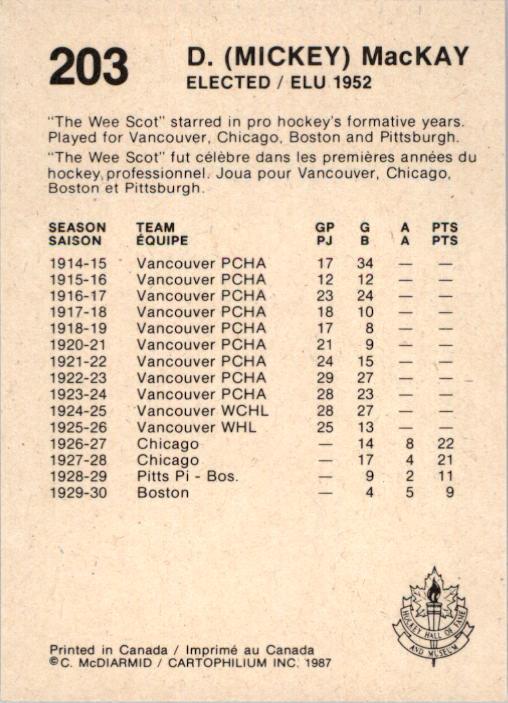 203
D. (MICKEY) MacKAY
ELECTED / ELU 1952
"The Wee Scot" starred in pro hockey's formative years.
Played for Vancouver, Chicago, Boston and Pittsburgh.
"The Wee Scot" fut célèbre dans les premières années du
hockey professionnel. Joua pour Vancouver, Chicago,
Boston et Pittsburgh.
SEASON TEAM GP G A PTS
SAISON ÉQUIPE PJ B A PTS
1914-15 Vancouver PCHA 17 34 — —
1915-16 Vancouver PCHA 12 12 — —
1916-17 Vancouver PCHA 23 24 — —
1917-18 Vancouver PCHA 18 10 — —
1918-19 Vancouver PCHA 17 8 — —
1920-21 Vancouver PCHA 21 9 — —
1921-22 Vancouver PCHA 24 15 — —
1922-23 Vancouver PCHA 29 27 — —
1923-24 Vancouver PCHA 28 23 — —
1924-25 Vancouver WCHL 28 27 — —
1925-26 Vancouver WHL 25 13 — —
1926-27 Chicago — 14 8 22
1927-28 Chicago — 17 4 21
1928-29 Pitts Pi - Bos. — 9 2 11
1929-30 Boston — 4 5 9
HOCKEY HALL OF FAME
AND MUSEUM
Printed in Canada / Imprimé au Canada
©C. McDIARMID / CARTOPHILIUM INC. 1987